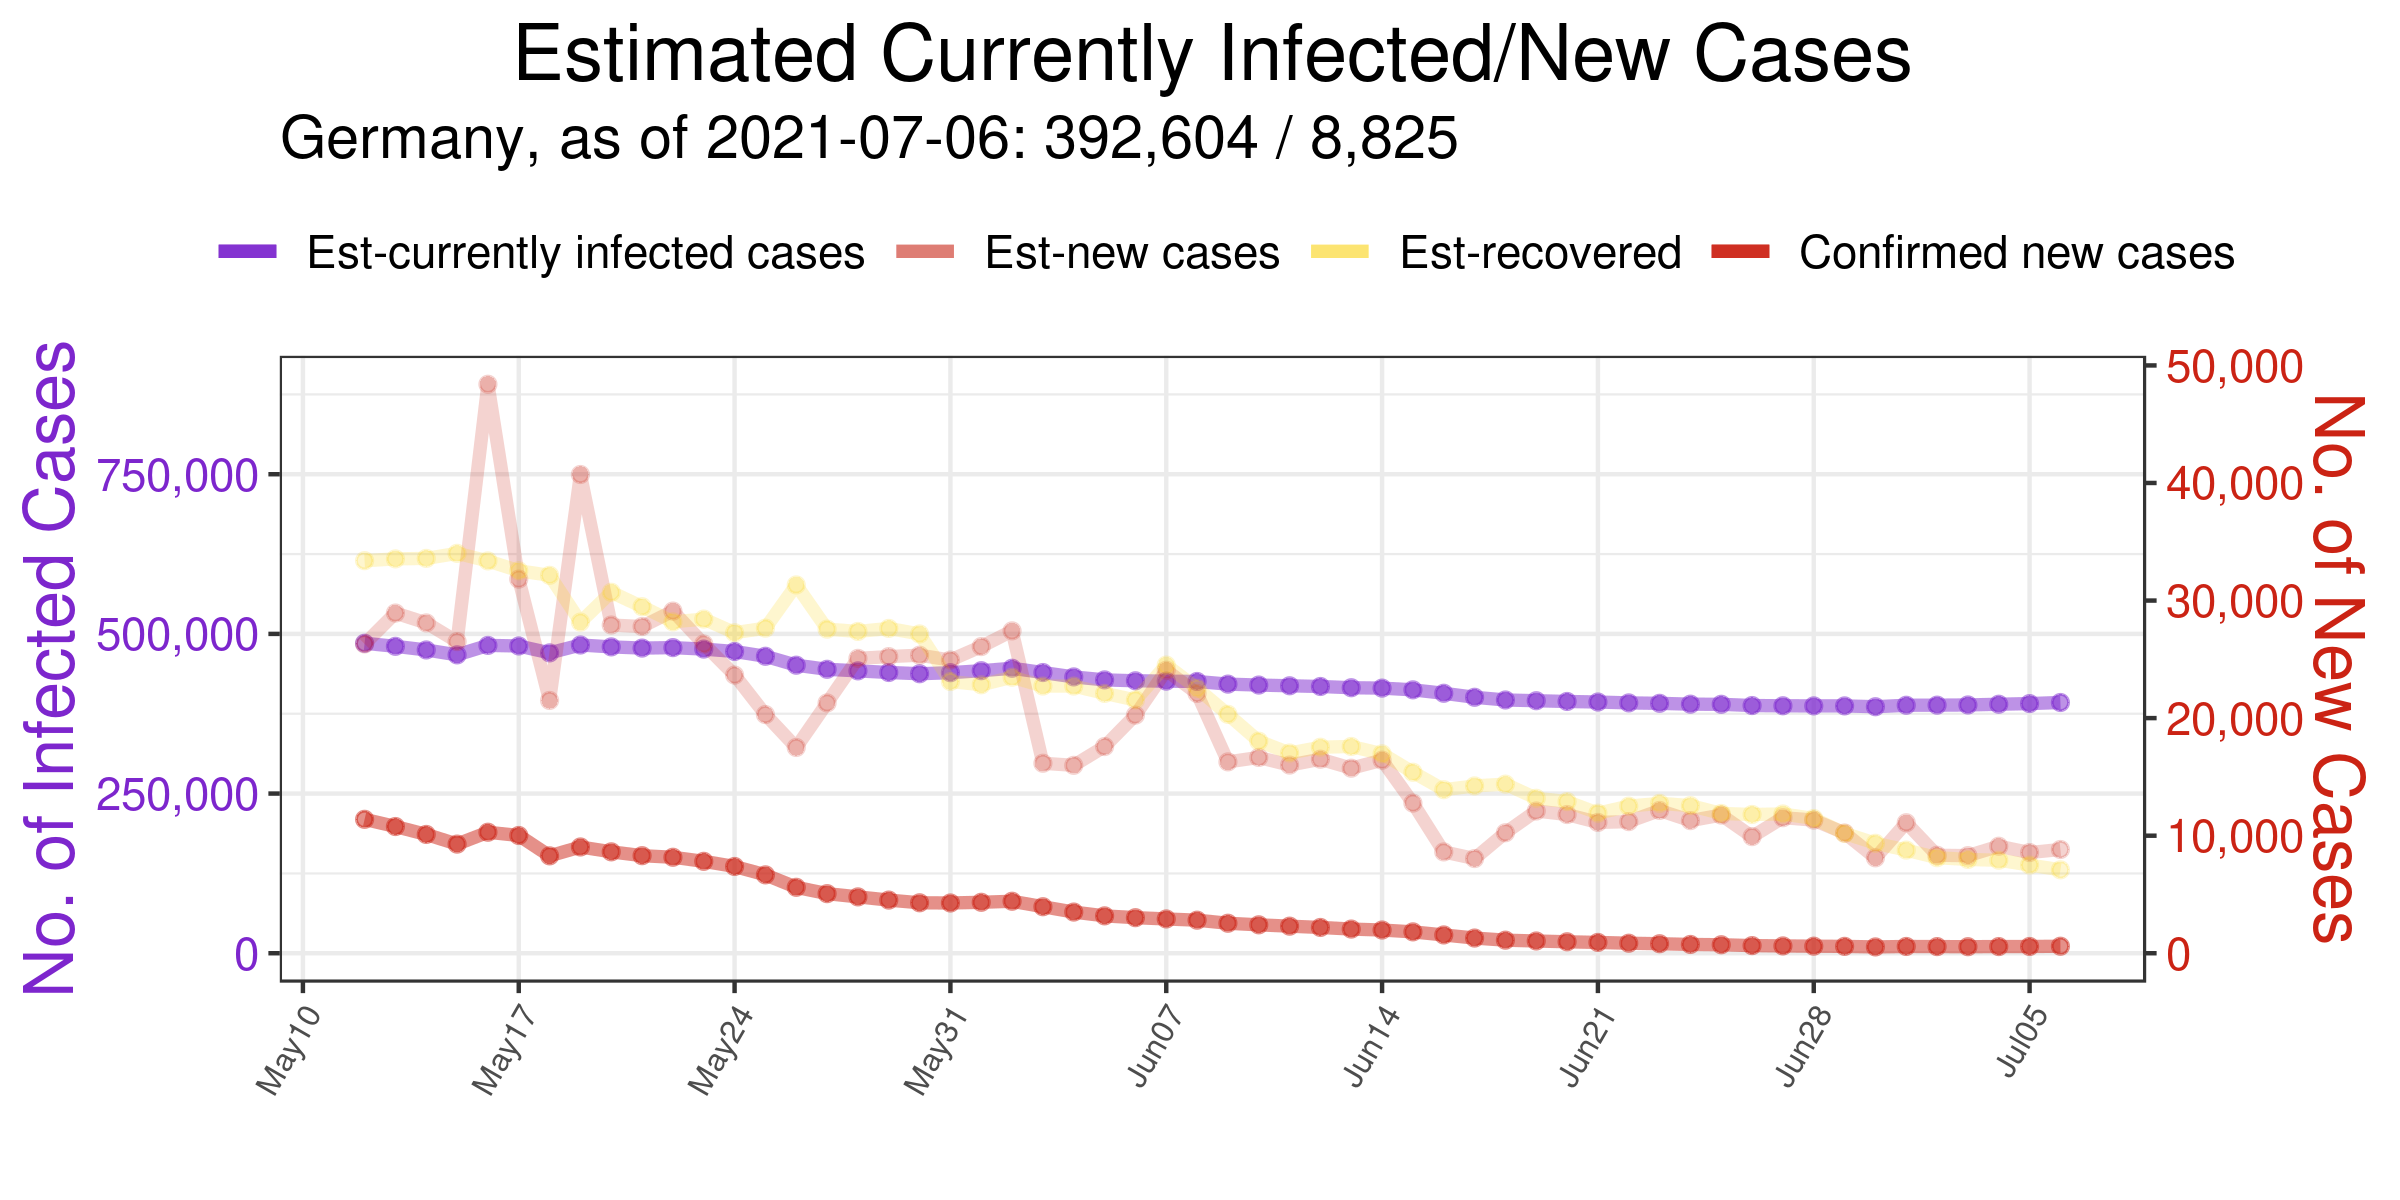 Estimated Currently Infected/New Cases
Germany, as of 2021-07-06: 392,604 / 8,825
Est-currently infected cases Est-new cases Est-recovered Confirmed new cases
No. of Infected Cases
750,000
500,000
250,000
0
50,000
40,000
30,000
20,000
10,000
0
No. of New Cases
May10 May17 May24 May31 Jun07 Jun14 Jun21 Jun28 Jul05